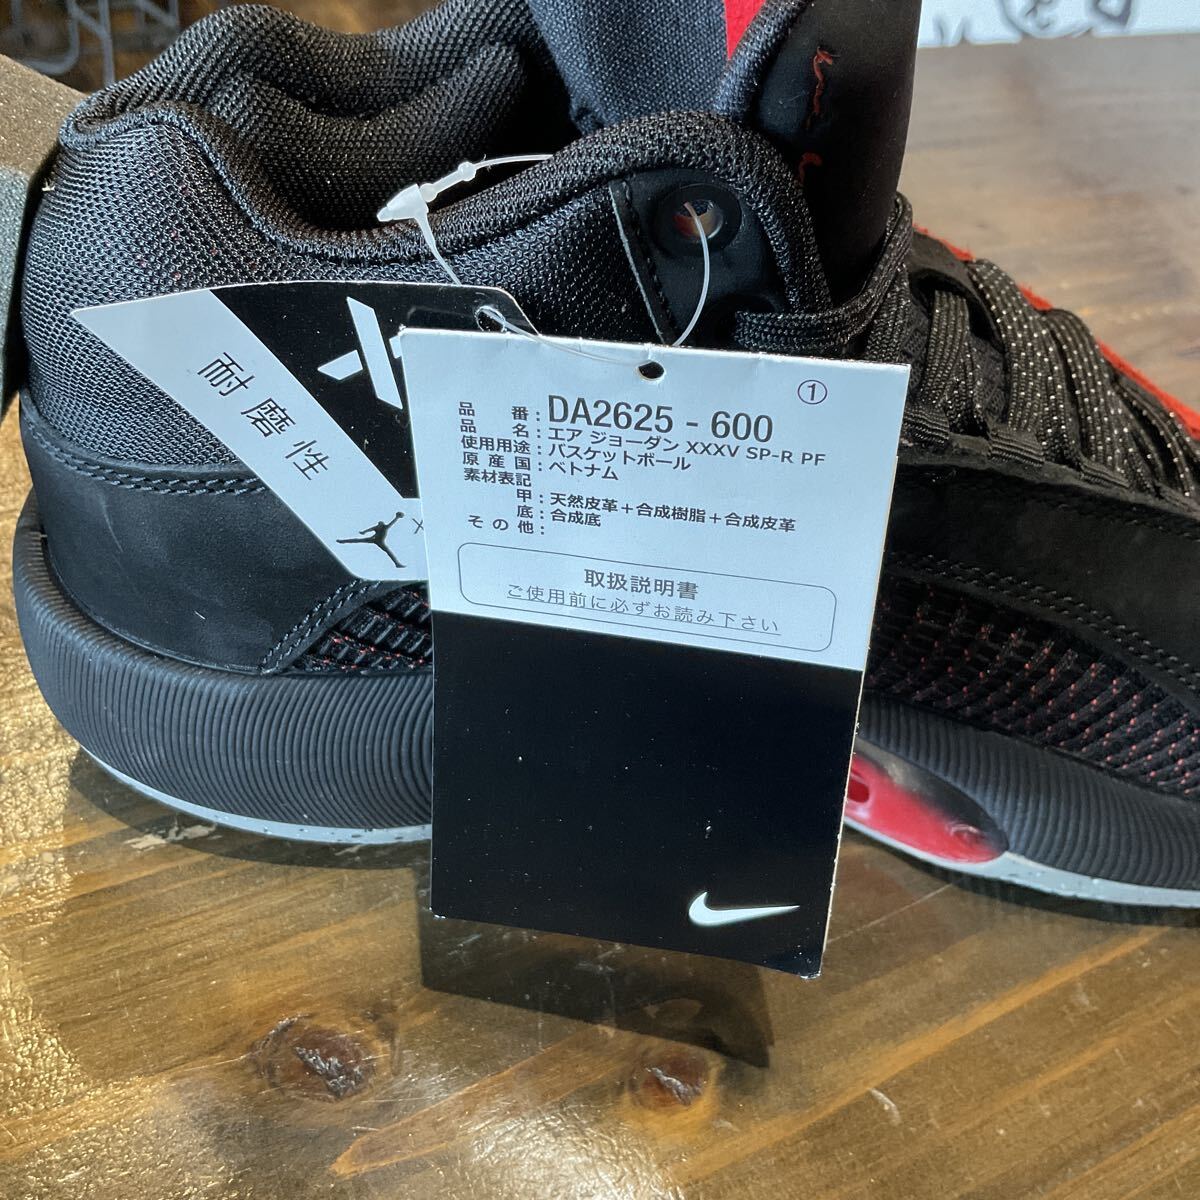 耐磨性
X
①
品番：DA2625 - 600
品名：エア ジョーダン XXXV SP-R PF
使用用途：バスケットボール
原産国：ベトナム
素材表記
甲：天然皮革＋合成樹脂＋合成皮革
底：合成底
その他：
取扱説明書
ご使用前に必ずお読み下さい